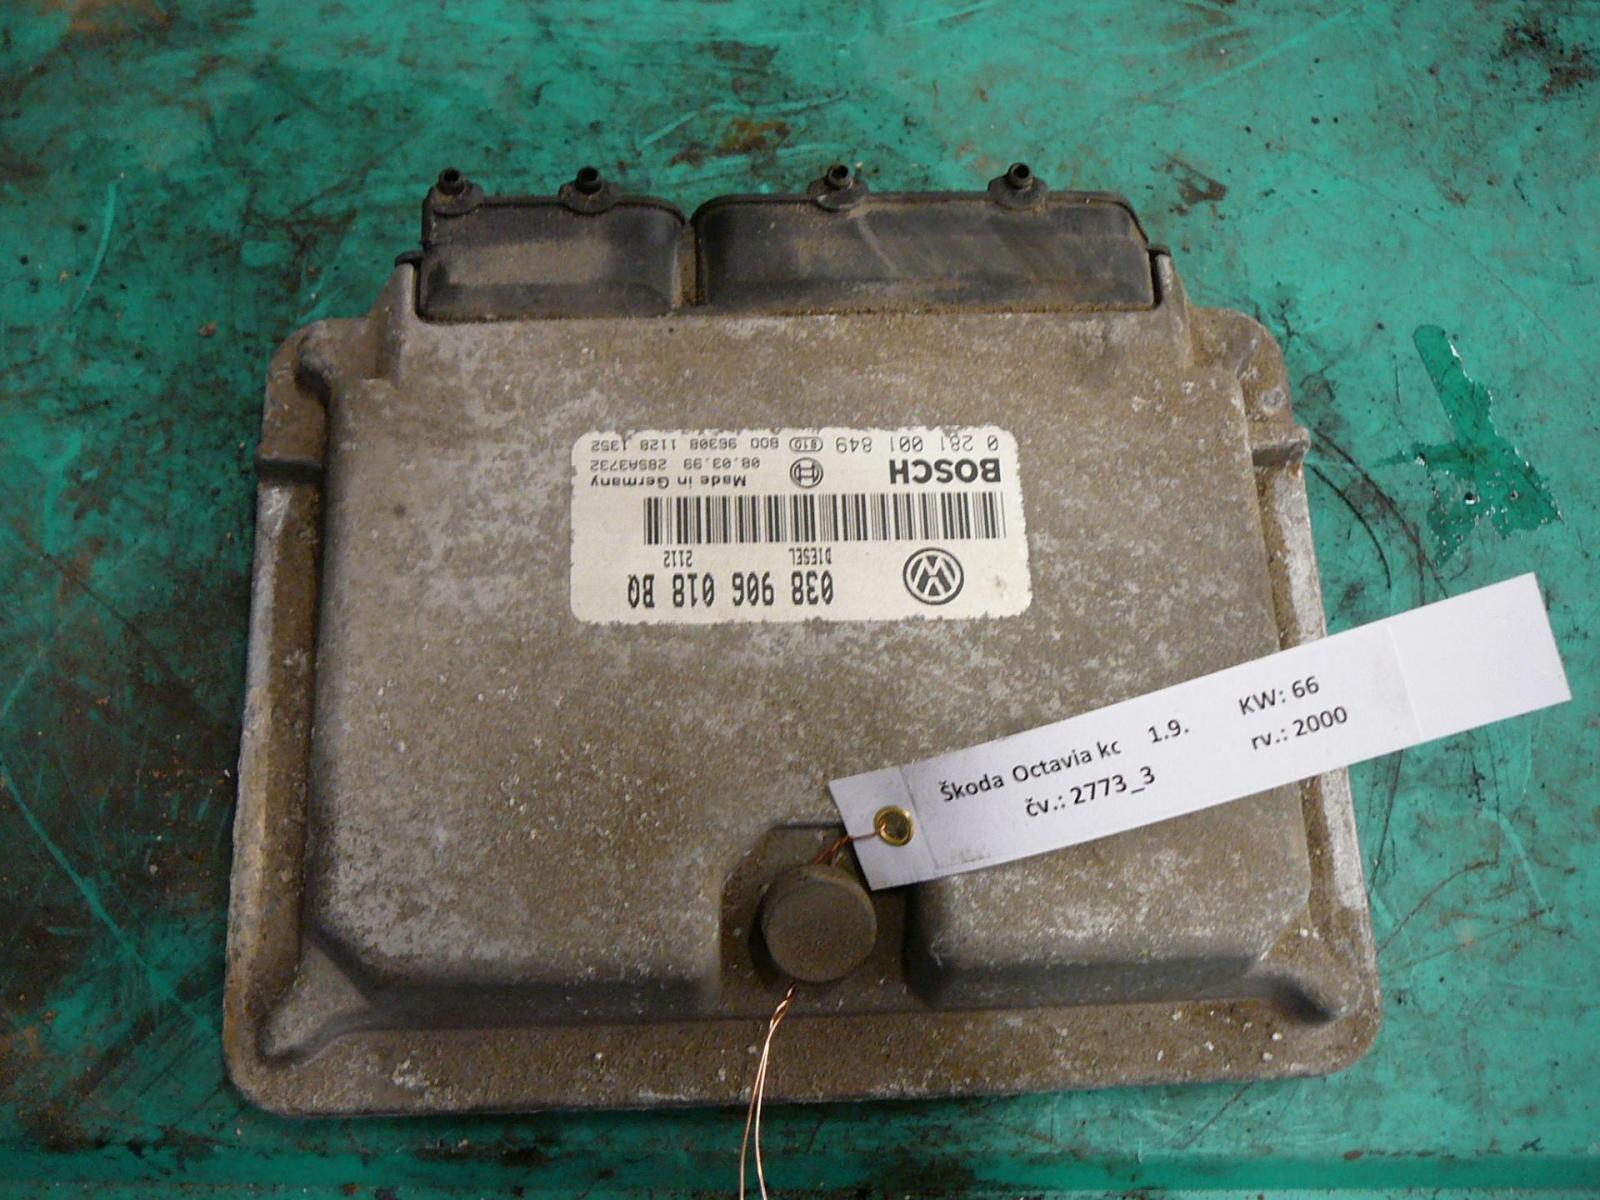 038 906 018 BQ
DIESEL 2112
BOSCH Made in Germany
08.03.99 28SA3732
0 281 001 849 810 800 96308 1128 1352
Škoda Octavia kc 1.9. KW: 66
čv.: 2773_3 rv.: 2000